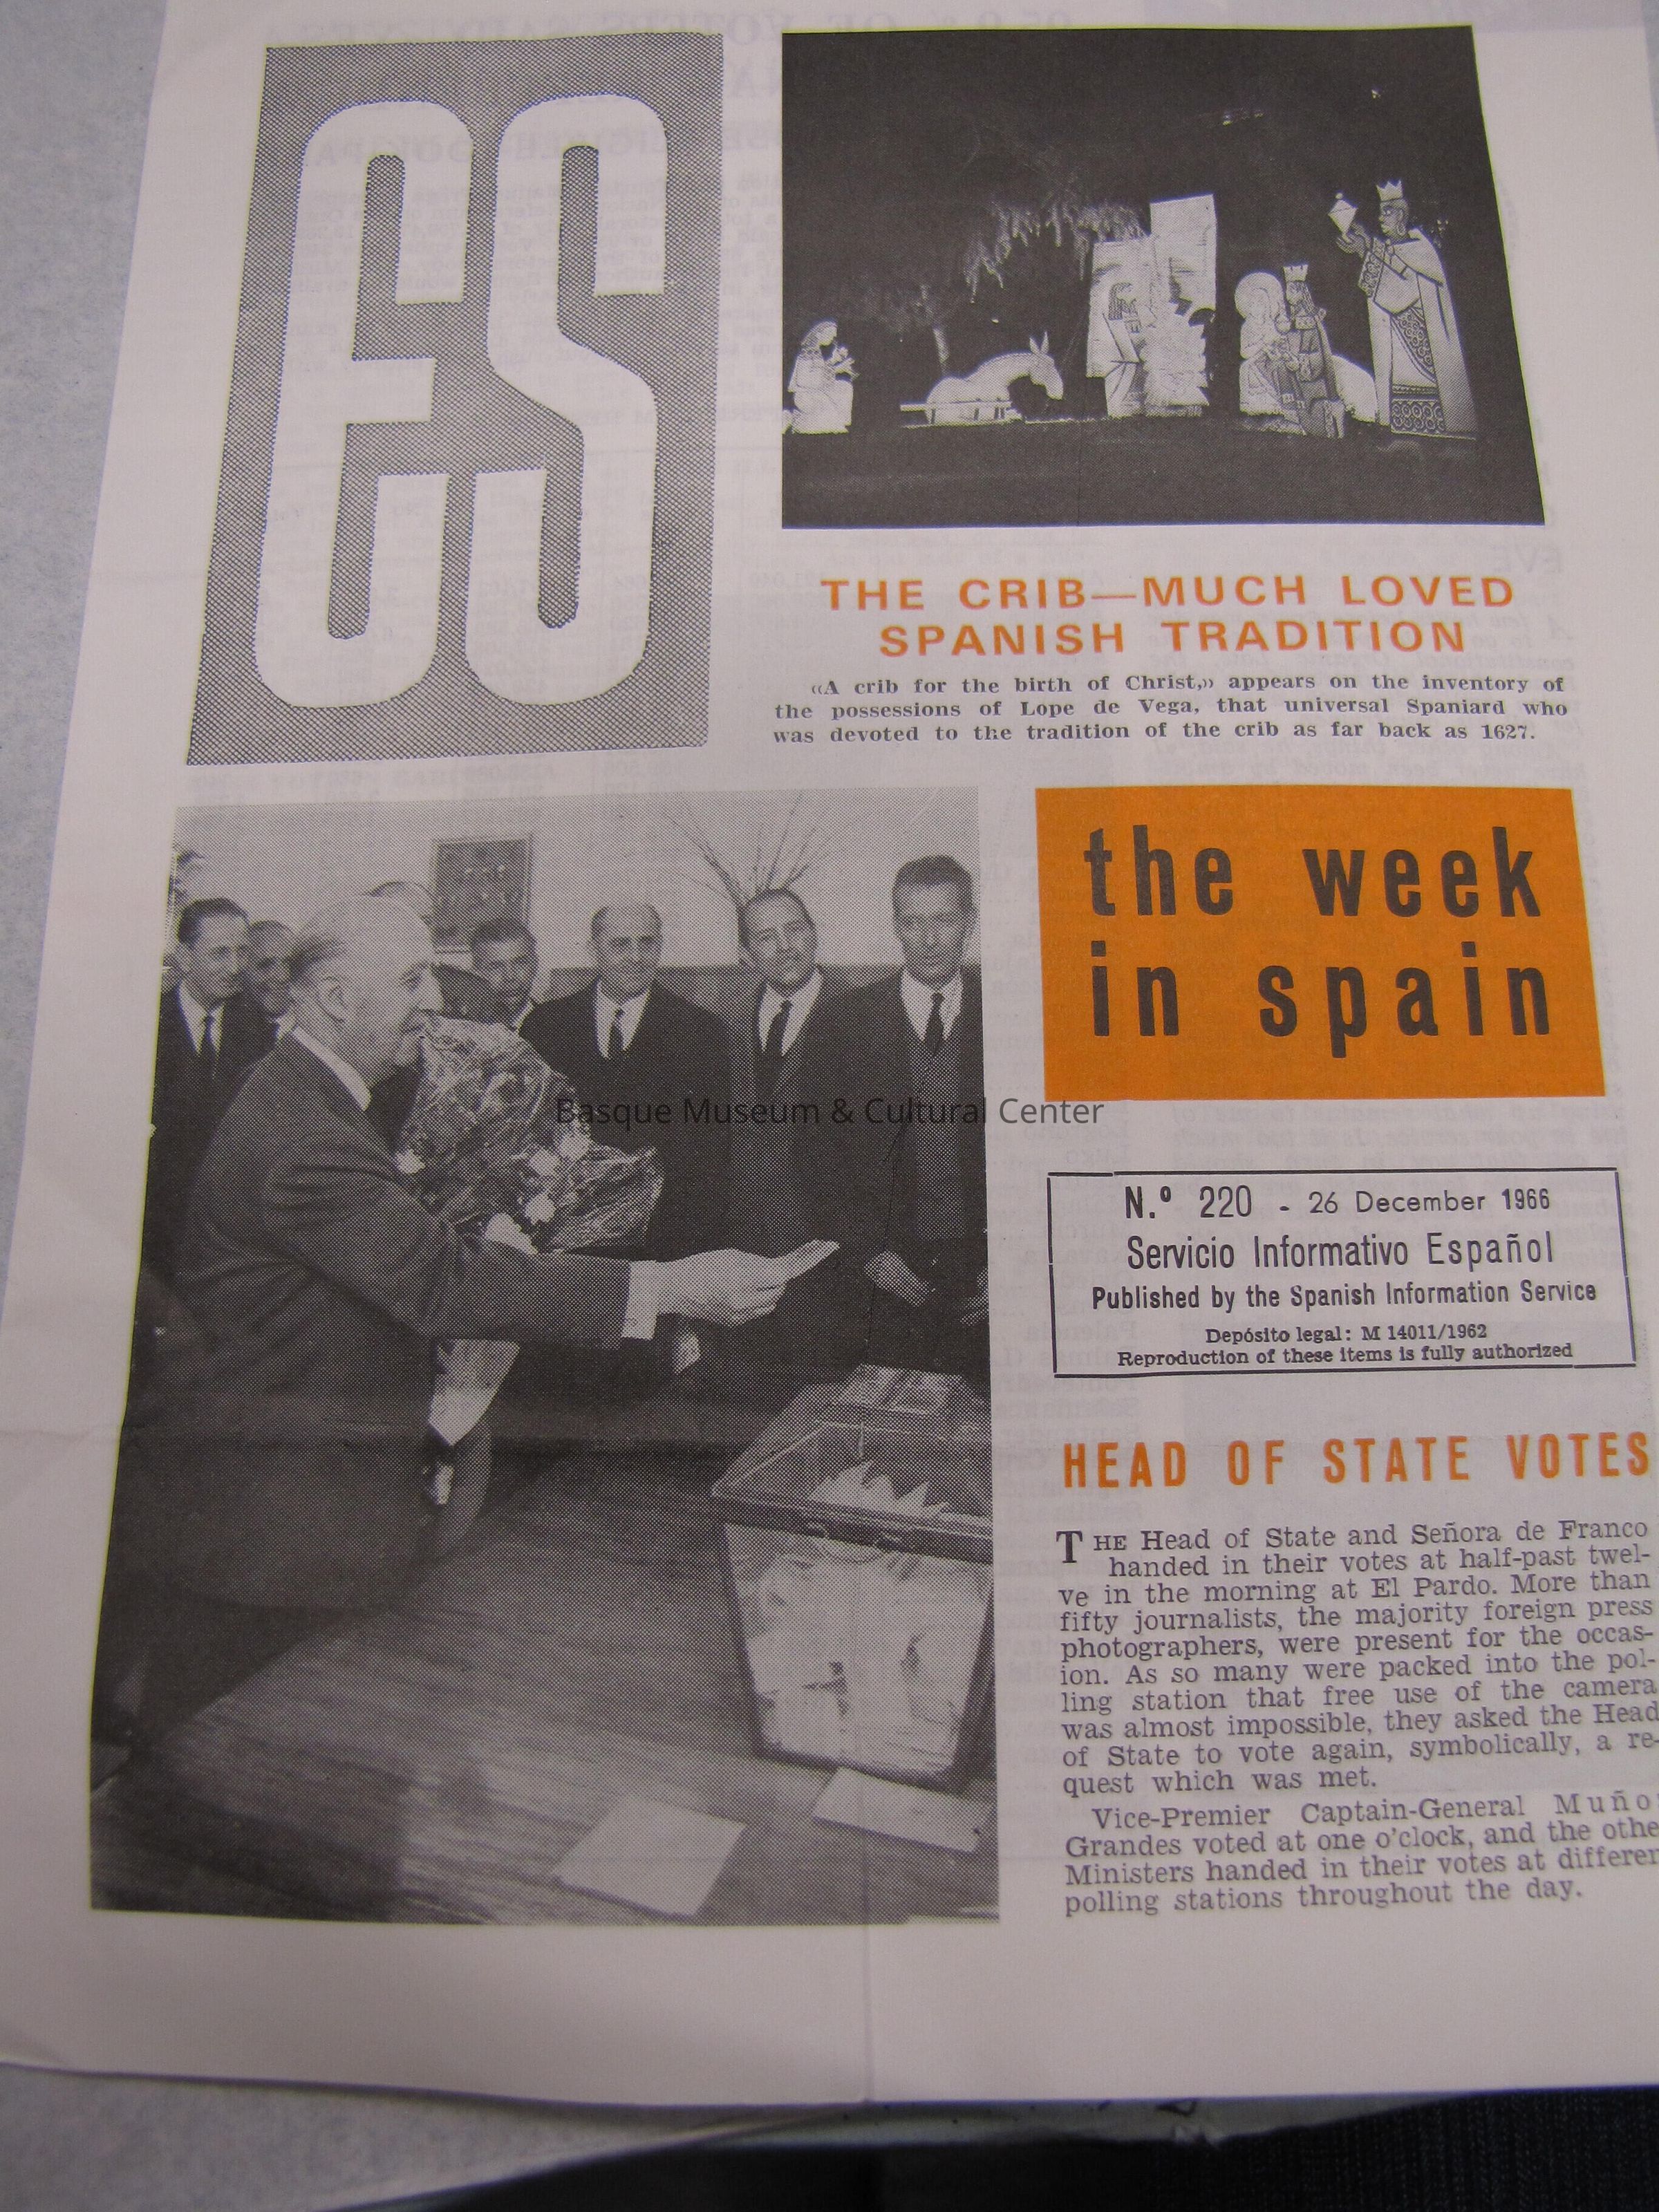 ES
THE CRIB—MUCH LOVED
SPANISH TRADITION
«A crib for the birth of Christ,» appears on the inventory of
the possessions of Lope de Vega, that universal Spaniard who
was devoted to the tradition of the crib as far back as 1627.
the week
in spain
Basque Museum & Cultural Center
N.º 220 - 26 December 1966
Servicio Informativo Español
Published by the Spanish Information Service
Depósito legal: M 14011/1962
Reproduction of these items is fully authorized
HEAD OF STATE VOTES
THE Head of State and Señora de Franco
handed in their votes at half-past twel-
ve in the morning at El Pardo. More than
fifty journalists, the majority foreign press
photographers, were present for the occas-
ion. As so many were packed into the pol-
ling station that free use of the camera
was almost impossible, they asked the Head
of State to vote again, symbolically, a re-
quest which was met.
Vice-Premier Captain-General Muño
Grandes voted at one o'clock, and the othe
Ministers handed in their votes at differen
polling stations throughout the day.